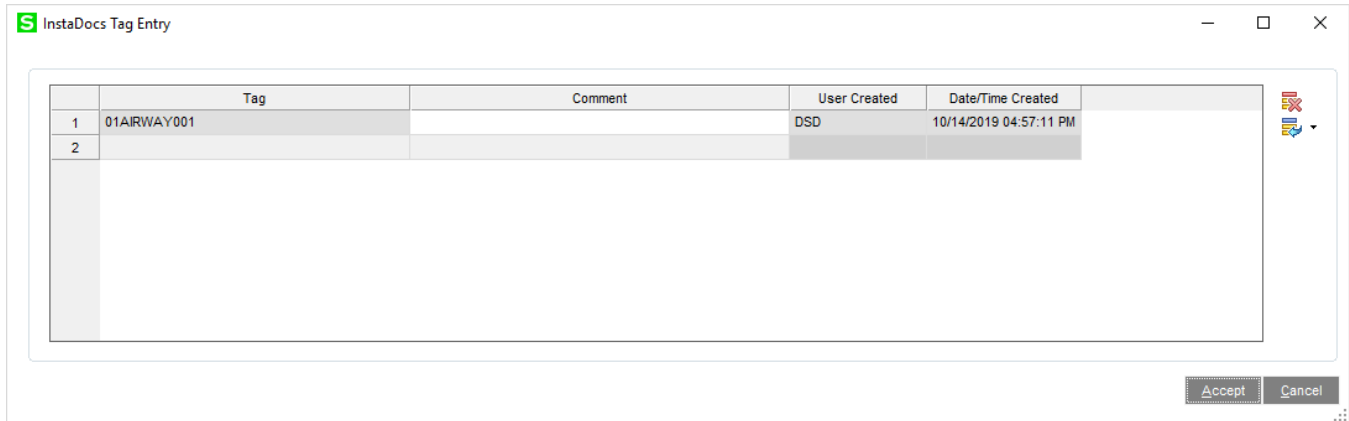 S InstaDocs Tag Entry
Tag Comment User Created Date/Time Created
1 01AIRWAY001 DSD 10/14/2019 04:57:11 PM
2
Accept Cancel